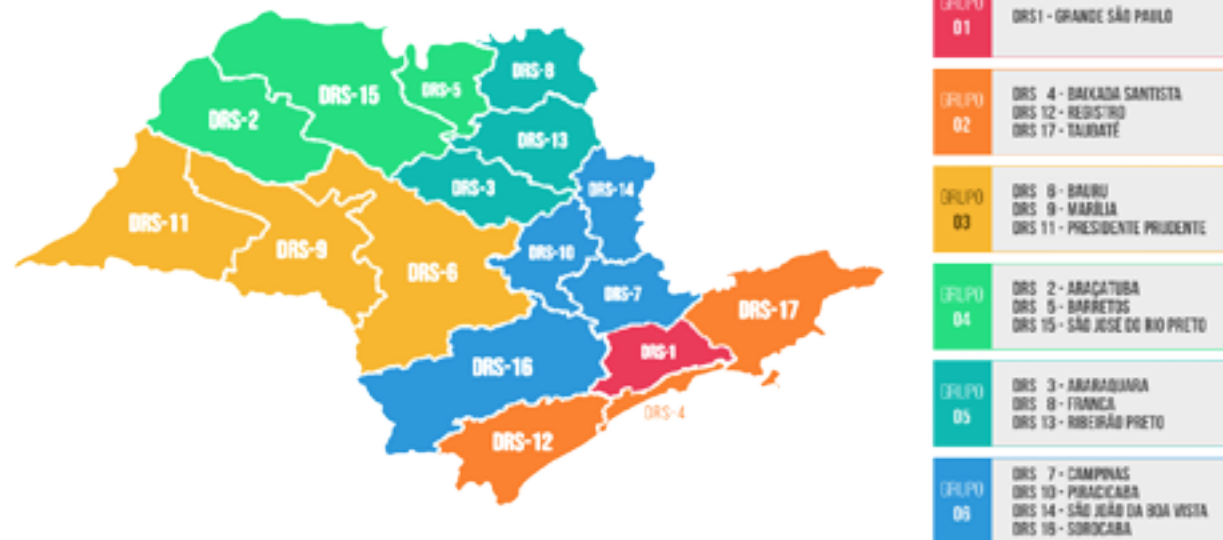 DRS-8
DRS-15
DRS-5
DRS-2
DRS-13
DRS-3
DRS-14
DRS-11
DRS-9
DRS-10
DRS-6
DRS-7
DRS-17
DRS-1
DRS-16
DRS-4
DRS-12
GRUPO
01
DRS1 - GRANDE SÃO PAULO
GRUPO
02
DRS 4 - BAIXADA SANTISTA
DRS 12 - REGISTRO
DRS 17 - TAUBATÉ
GRUPO
03
DRS 6 - BAURU
DRS 9 - MARÍLIA
DRS 11 - PRESIDENTE PRUDENTE
GRUPO
04
DRS 2 - ARAÇATUBA
DRS 5 - BARRETOS
DRS 15 - SÃO JOSÉ DO RIO PRETO
GRUPO
05
DRS 3 - ARARAQUARA
DRS 8 - FRANCA
DRS 13 - RIBEIRÃO PRETO
GRUPO
06
DRS 7 - CAMPINAS
DRS 10 - PIRACICABA
DRS 14 - SÃO JOÃO DA BOA VISTA
DRS 16 - SOROCABA